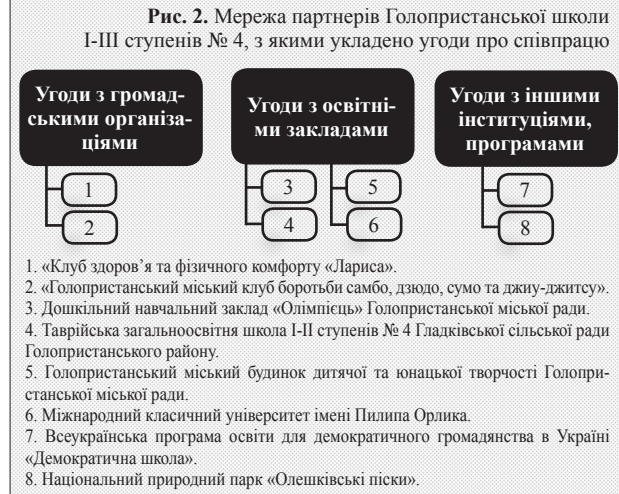 Рис. 2. Мережа партнерів Голопристанської школи
І-ІІІ ступенів № 4, з якими укладено угоди про співпрацю
Угоди з громад-
ськими організа-
ціями
Угоди з освітні-
ми закладами
Угоди з іншими
інституціями,
програмами
1
2
3
4
5
6
7
8
1. «Клуб здоров’я та фізичного комфорту «Лариса».
2. «Голопристанський міський клуб боротьби самбо, дзюдо, сумо та джиу-джитсу».
3. Дошкільний навчальний заклад «Олімпієць» Голопристанської міської ради.
4. Таврійська загальноосвітня школа І-ІІ ступенів № 4 Гладківської сільської ради
Голопристанського району.
5. Голопристанський міський будинок дитячої та юнацької творчості Голопри-
станської міської ради.
6. Міжнародний класичний університет імені Пилипа Орлика.
7. Всеукраїнська програма освіти для демократичного громадянства в Україні
«Демократична школа».
8. Національний природний парк «Олешківські піски».